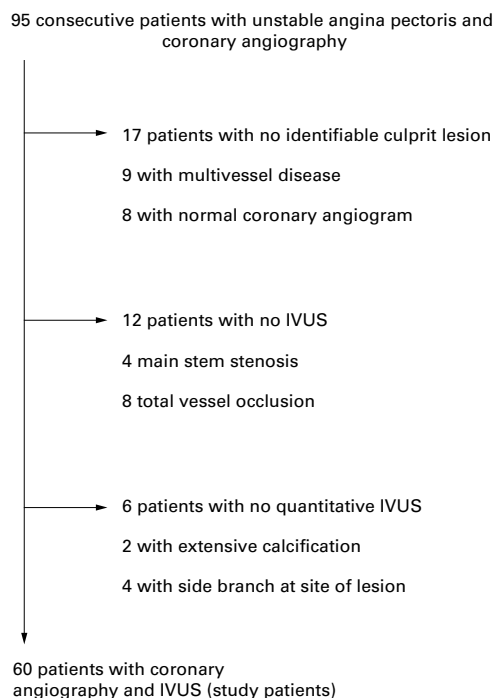 95 consecutive patients with unstable angina pectoris and
coronary angiography
17 patients with no identifiable culprit lesion
9 with multivessel disease
8 with normal coronary angiogram
12 patients with no IVUS
4 main stem stenosis
8 total vessel occlusion
6 patients with no quantitative IVUS
2 with extensive calcification
4 with side branch at site of lesion
60 patients with coronary
angiography and IVUS (study patients)